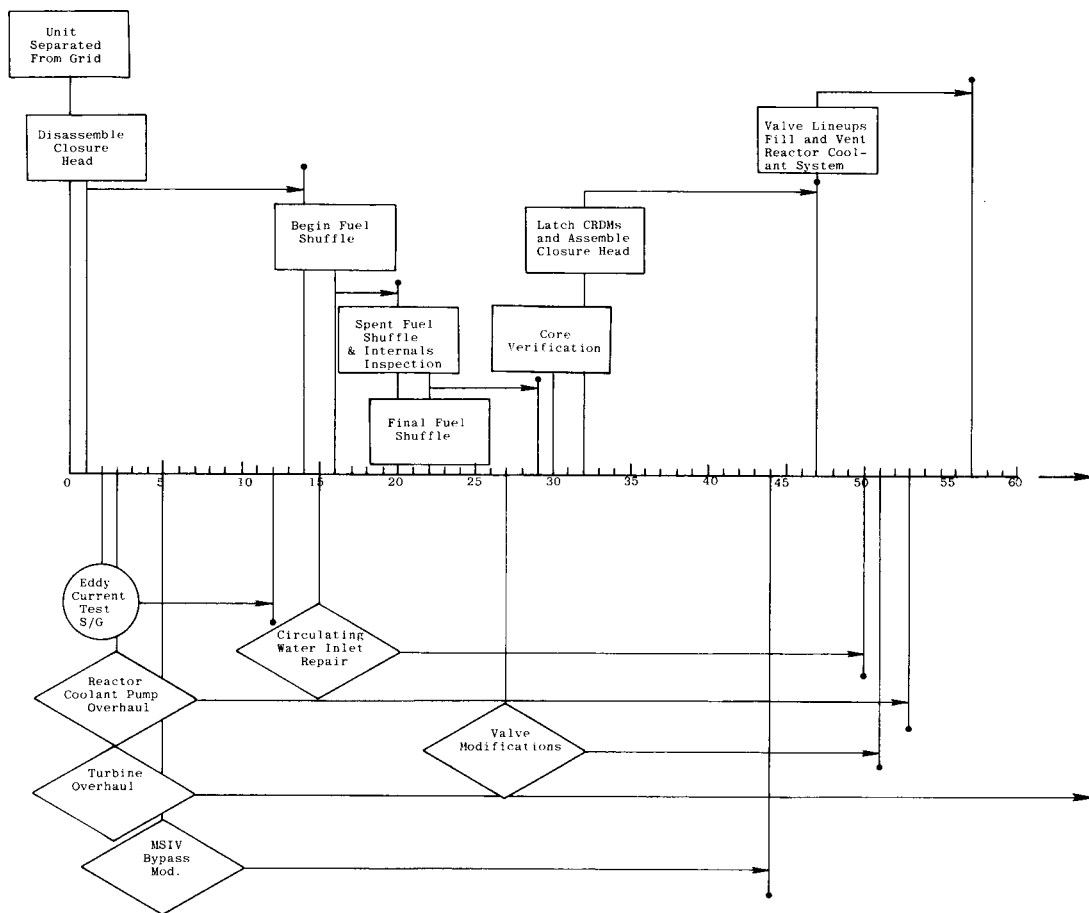 Unit
Separated
From Grid
Disassemble
Closure
Head
Begin Fuel
Shuffle
Spent Fuel
Shuffle
& Internals
Inspection
Final Fuel
Shuffle
Core
Verification
Latch CRDMs
and Assemble
Closure Head
Valve Lineups
Fill and Vent
Reactor Cool-
ant System
0 5 10 15 20 25 30 35 40 45 50 55 60
Eddy
Current
Test
S/G
Circulating
Water Inlet
Repair
Reactor
Coolant Pump
Overhaul
Valve
Modifications
Turbine
Overhaul
MSIV
Bypass
Mod.